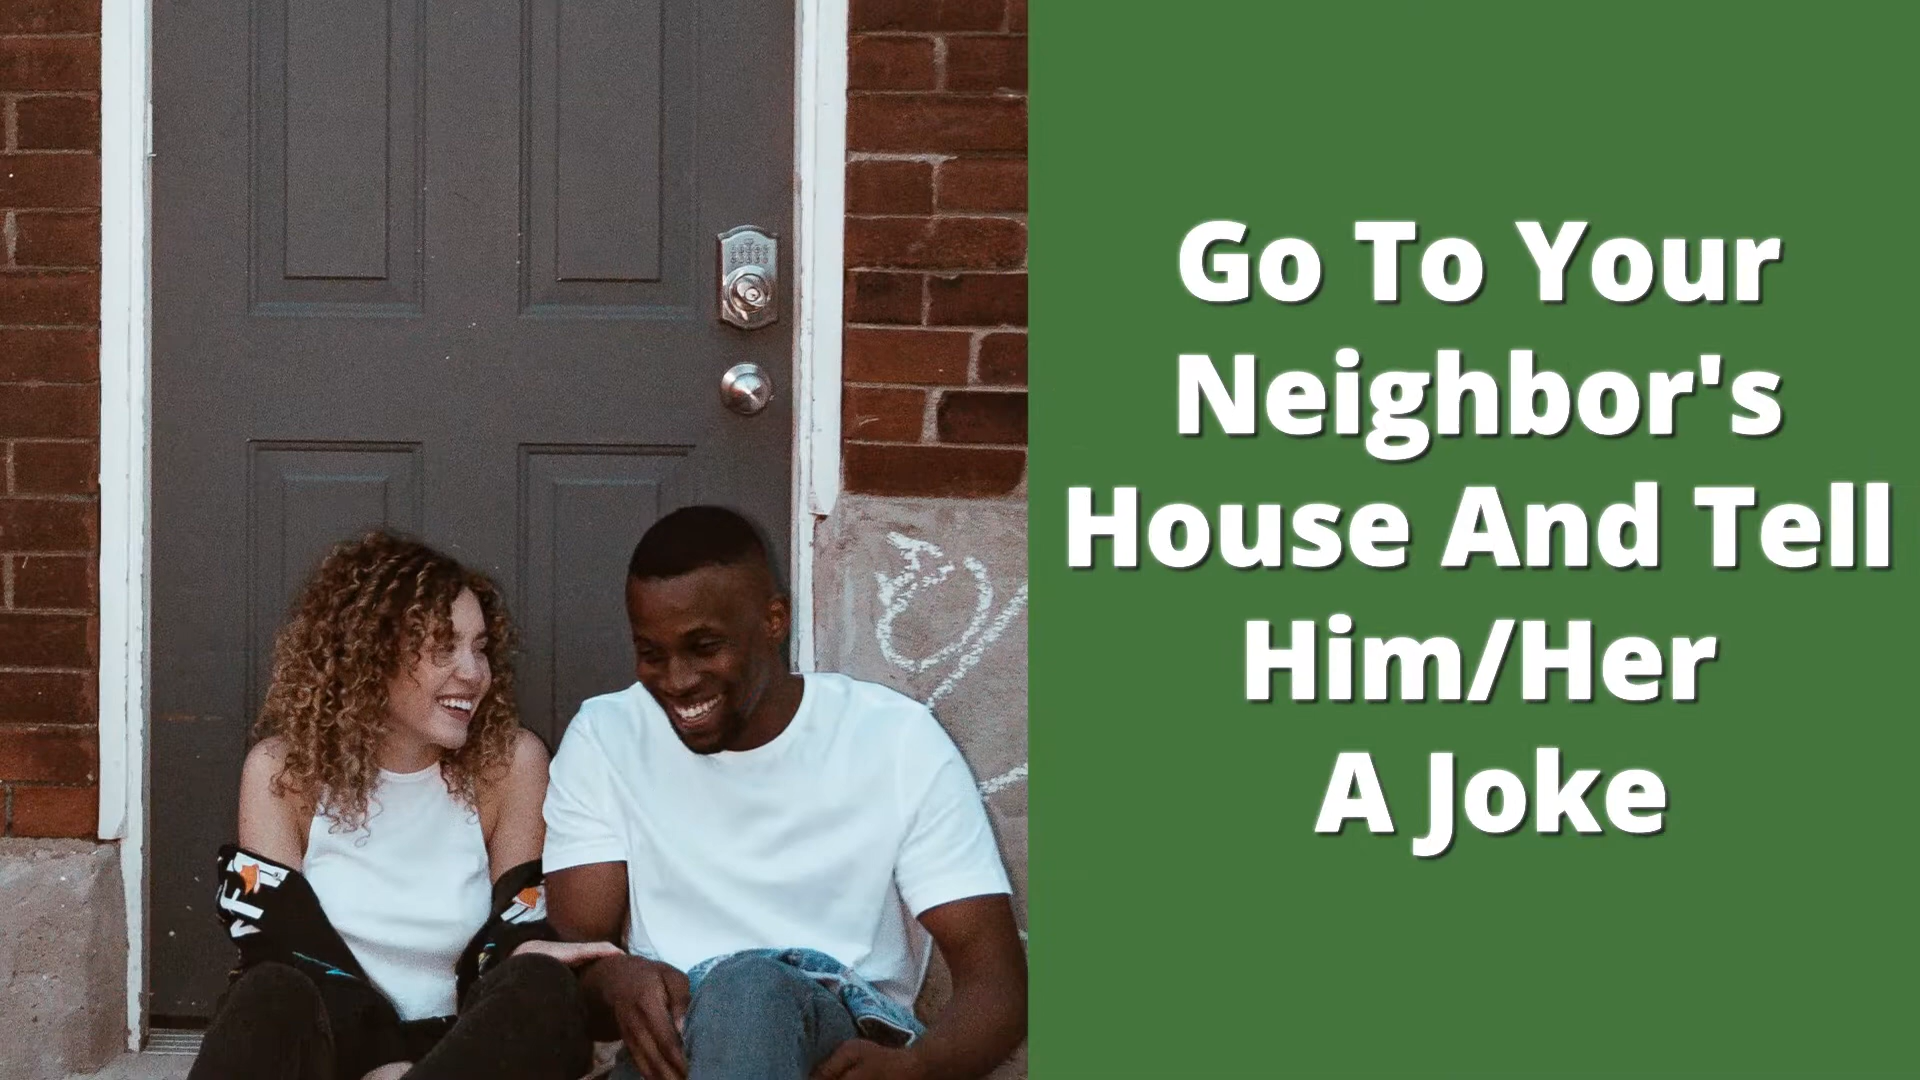 Go To Your
Neighbor's
House And Tell
Him/Her
A Joke